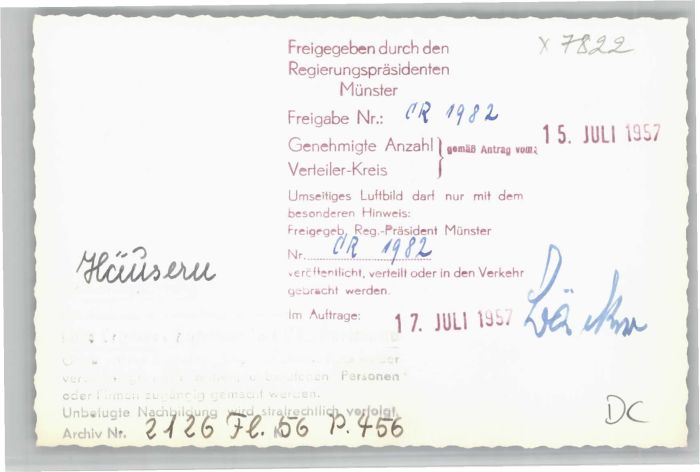 Freigegeben durch den
x 7822
Regierungspräsidenten
Münster
Freigabe Nr.: CR 1982
Genehmigte Anzahl } gemäß Antrag vom: 15. JULI 1957
Verteiler-Kreis
Umseitiges Luftbild darf nur mit dem
besonderen Hinweis:
Freigegeb. Reg.-Präsident Münster
Nr. CR 1982
Häusern
veröffentlicht, verteilt oder in den Verkehr
gebracht werden.
Im Auftrage: 17. JULI 1957
Personen
oder Firmen zugängig gemacht werden.
Unbefugte Nachbildung wird strafrechtlich verfolgt.
Archiv Nr. 2126 Fl. 56 P. 456
DC